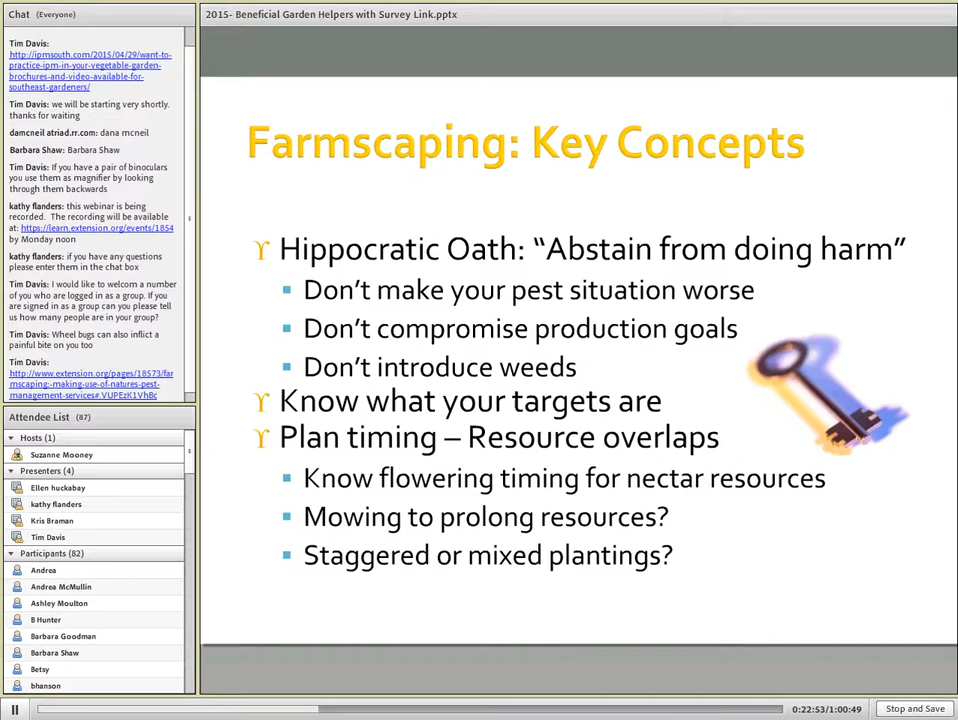 Chat (Everyone)
Tim Davis:
http://ipmsouth.com/2015/04/29/want-to-
practice-ipm-in-your-vegetable-garden-
brochures-and-video-available-for-
southeast-gardeners/
Tim Davis: we will be starting very shortly.
thanks for waiting
damcneil atriad.rr.com: dana mcneil
Barbara Shaw: Barbara Shaw
Tim Davis: If you have a pair of binoculars
you use them as magnifier by looking
through them backwards
kathy flanders: this webinar is being
recorded. The recording will be available
at: https://learn.extension.org/events/1854
by Monday noon
kathy flanders: if you have any questions
please enter them in the chat box
Tim Davis: I would like to welcom a number
of you who are logged in as a group. If you
are signed in as a group can you please tell
us how many people are in your group?
Tim Davis: Wheel bugs can also inflict a
painful bite on you too
Tim Davis:
http://www.extension.org/pages/18573/far
mscaping:-making-use-of-natures-pest-
management-services#.VUPEzK1VhBc
Attendee List (87)
Hosts (1)
Suzanne Mooney
Presenters (4)
Ellen huckabay
kathy flanders
Kris Braman
Tim Davis
Participants (82)
Andrea
Andrea McMullin
Ashley Moulton
B Hunter
Barbara Goodman
Barbara Shaw
Betsy
bhanson
2015- Beneficial Garden Helpers with Survey Link.pptx
Farmscaping: Key Concepts
Hippocratic Oath: “Abstain from doing harm”
Don’t make your pest situation worse
Don’t compromise production goals
Don’t introduce weeds
Know what your targets are
Plan timing – Resource overlaps
Know flowering timing for nectar resources
Mowing to prolong resources?
Staggered or mixed plantings?
0:22:53/1:00:49
Stop and Save